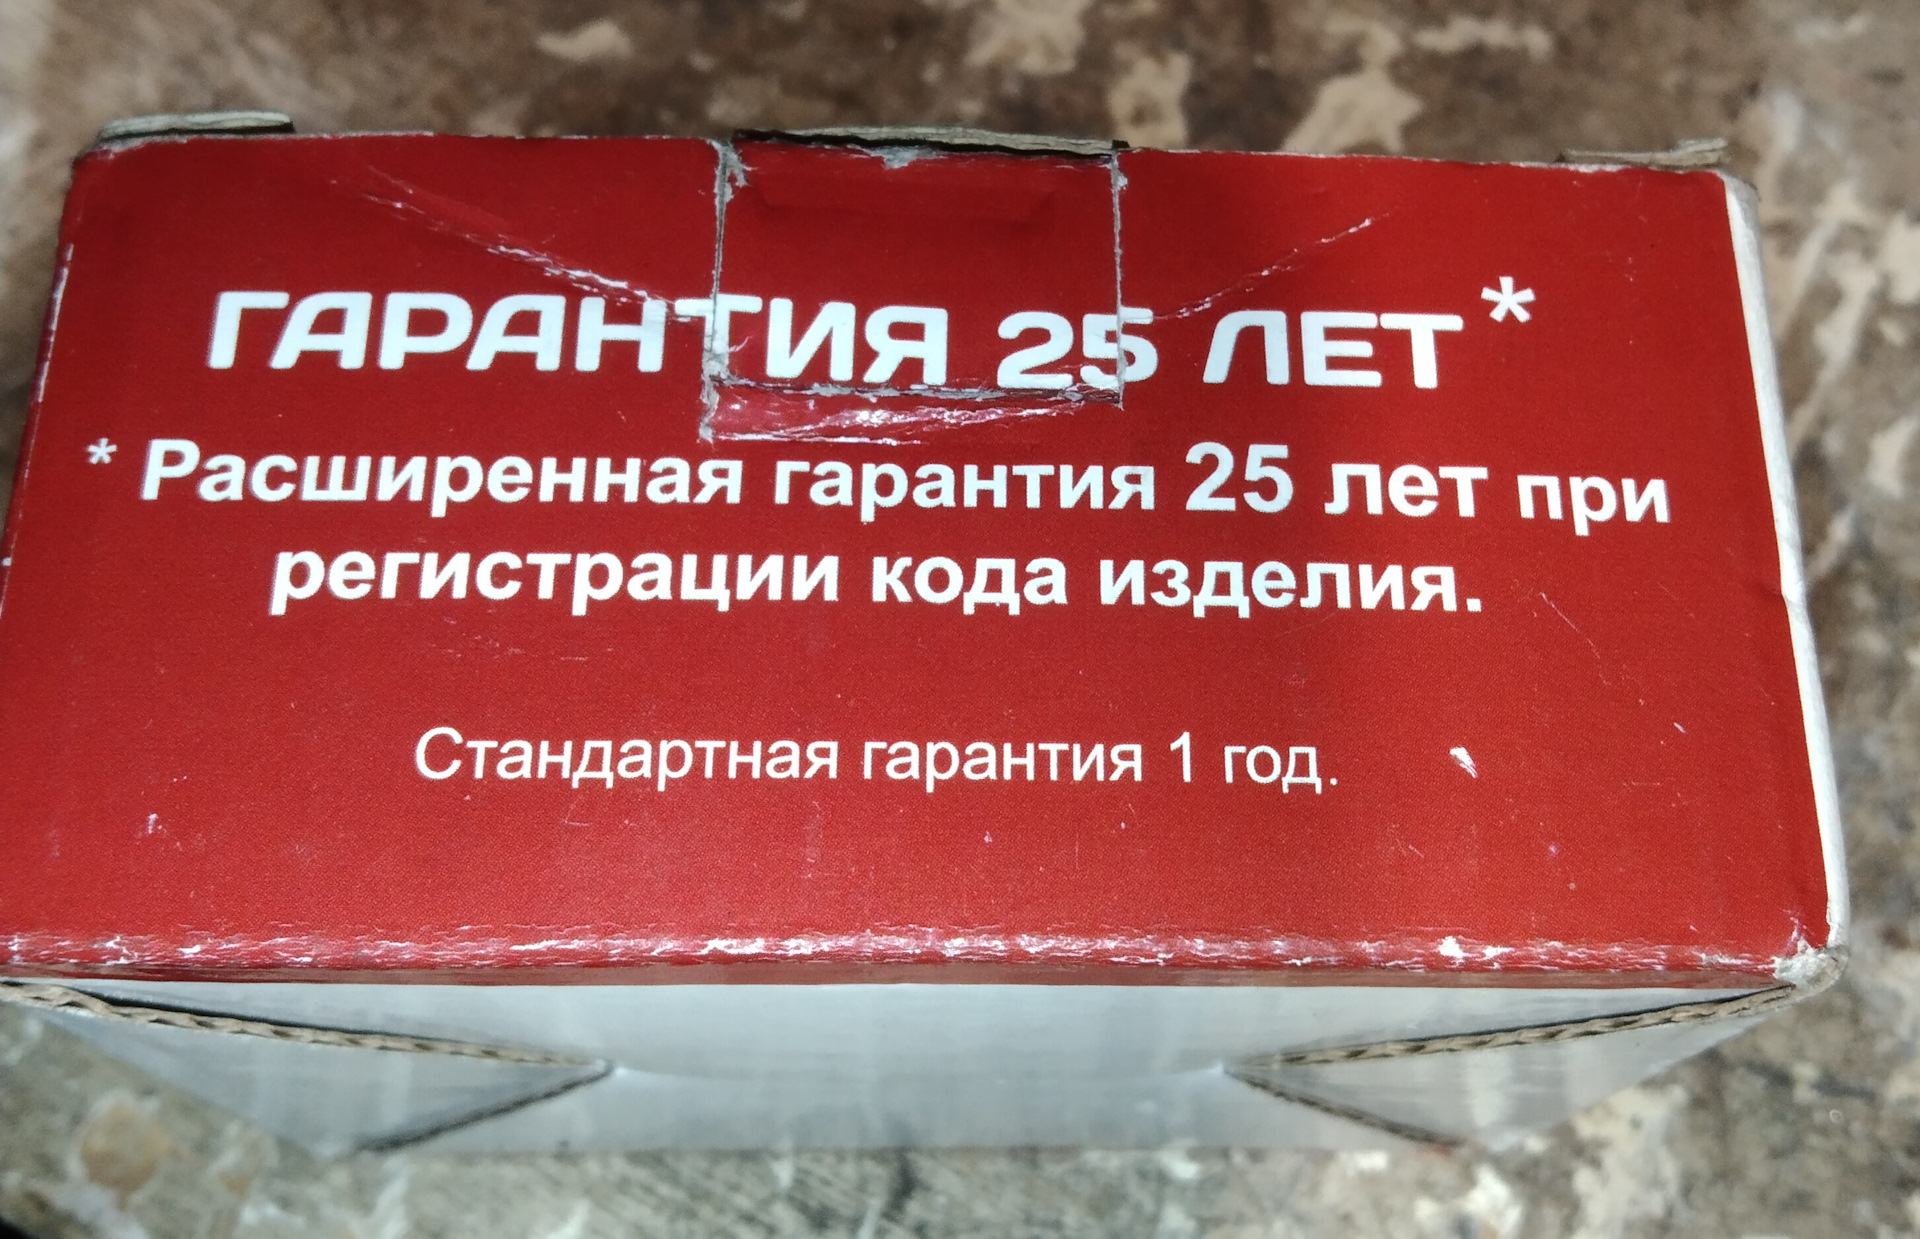 ГАРАНТИЯ 25 ЛЕТ*
* Расширенная гарантия 25 лет при
регистрации кода изделия.
Стандартная гарантия 1 год.